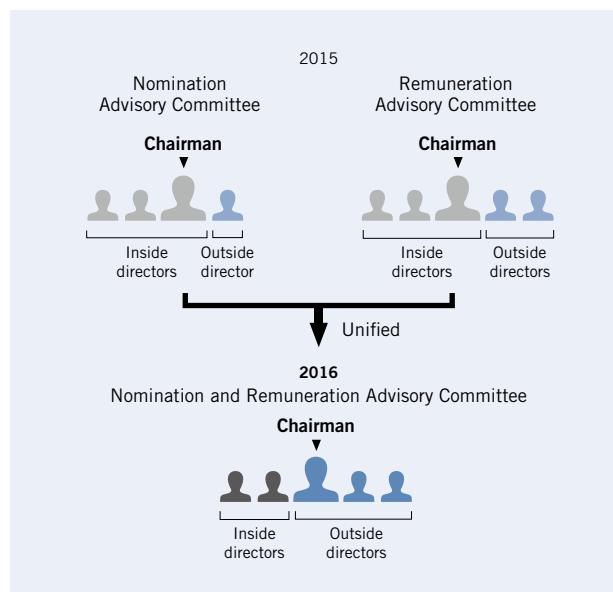 2015
Nomination
Advisory Committee
Chairman
Inside
directors
Outside
director
Remuneration
Advisory Committee
Chairman
Inside
directors
Outside
directors
Unified
2016
Nomination and Remuneration Advisory Committee
Chairman
Inside
directors
Outside
directors